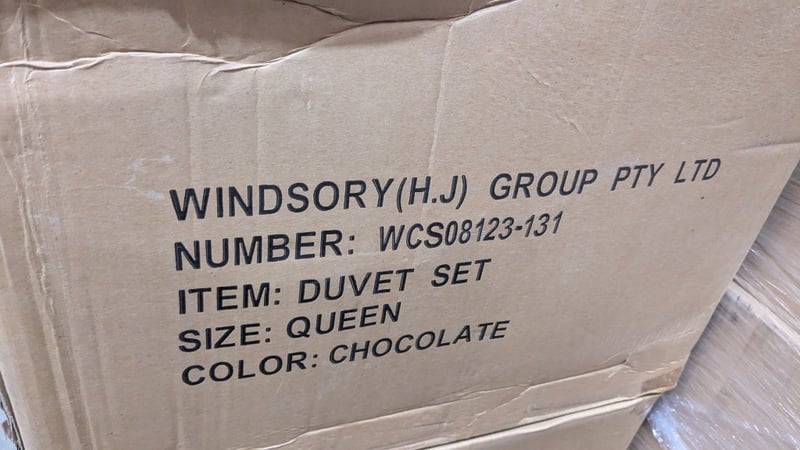 WINDSORY(H.J) GROUP PTY LTD
NUMBER: WCS08123-131
ITEM: DUVET SET
SIZE: QUEEN
COLOR: CHOCOLATE